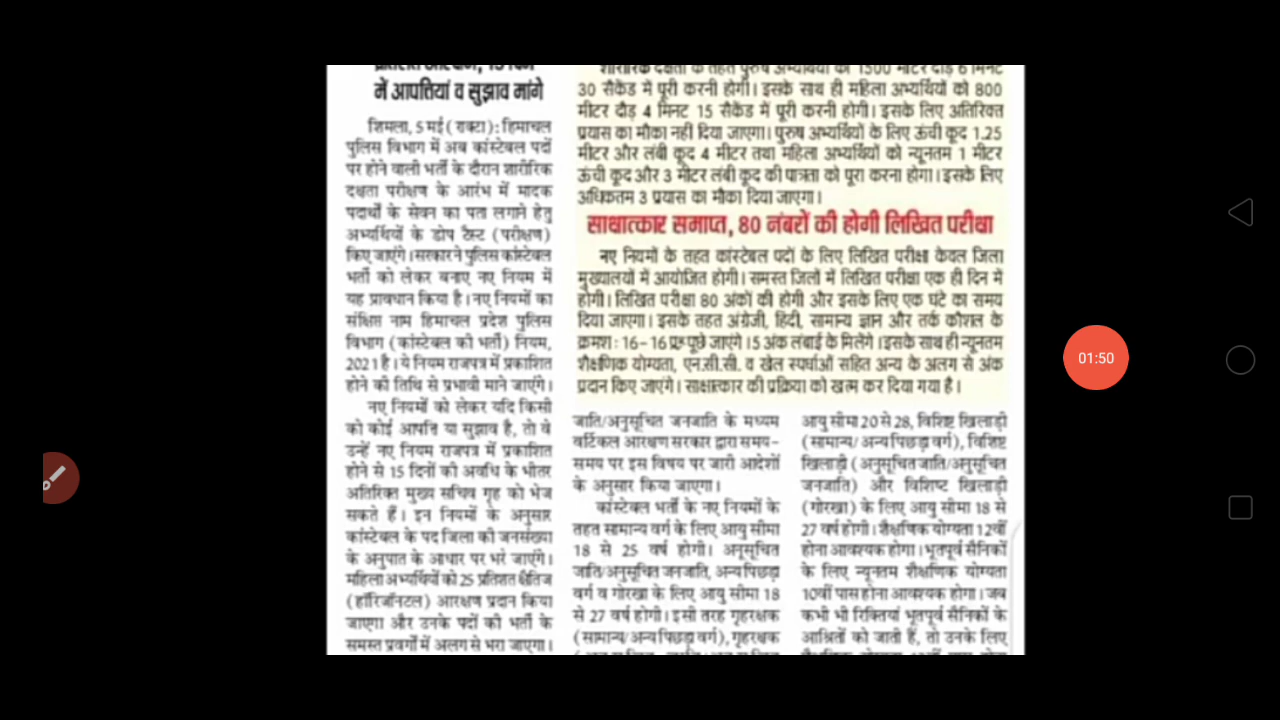 में आपत्तियां व सुझाव मांगे
शिमला, 5 मई (राक्टा): हिमाचल
पुलिस विभाग में अब कांस्टेबल पदों
पर होने वाली भर्ती के दौरान शारीरिक
दक्षता परीक्षण के आरंभ में मादक
पदार्थों के सेवन का पता लगाने हेतु
अभ्यर्थियों के डोप टैस्ट (परीक्षण)
किए जाएंगे। सरकार ने पुलिस कांस्टेबल
भर्ती को लेकर बनाए नए नियम में
यह प्रावधान किया है। नए नियमों का
संक्षिप्त नाम हिमाचल प्रदेश पुलिस
विभाग (कांस्टेबल की भर्ती) नियम,
2021 है। ये नियम राजपत्र में प्रकाशित
होने की तिथि से प्रभावी माने जाएंगे।
नए नियमों को लेकर यदि किसी
को कोई आपत्ति या सुझाव है, तो वे
उन्हें नए नियम राजपत्र में प्रकाशित
होने से 15 दिनों की अवधि के भीतर
अतिरिक्त मुख्य सचिव गृह को भेज
सकते हैं। इन नियमों के अनुसार
कांस्टेबल के पद जिला की जनसंख्या
के अनुपात के आधार पर भरे जाएंगे।
महिला अभ्यर्थियों को 25 प्रतिशत क्षैतिज
(हॉरिजॉनटल) आरक्षण प्रदान किया
जाएगा और उनके पदों की भर्ती के
समस्त प्रवर्गों में अलग से भरा जाएगा।
शारीरिक दक्षता के तहत पुरुष अभ्यर्थियों को 1500 मीटर दौड़ 6 मिनट
30 सैकेंड में पूरी करनी होगी। इसके साथ ही महिला अभ्यर्थियों को 800
मीटर दौड़ 4 मिनट 15 सैकेंड में पूरी करनी होगी। इसके लिए अतिरिक्त
प्रयास का मौका नहीं दिया जाएगा। पुरुष अभ्यर्थियों के लिए ऊंची कूद 1.25
मीटर और लंबी कूद 4 मीटर तथा महिला अभ्यर्थियों को न्यूनतम 1 मीटर
ऊंची कूद और 3 मीटर लंबी कूद की पात्रता को पूरा करना होगा। इसके लिए
अधिकतम 3 प्रयास का मौका दिया जाएगा।
साक्षात्कार समाप्त, 80 नंबरों की होगी लिखित परीक्षा
नए नियमों के तहत कांस्टेबल पदों के लिए लिखित परीक्षा केवल जिला
मुख्यालयों में आयोजित होगी। समस्त जिलों में लिखित परीक्षा एक ही दिन में
होगी। लिखित परीक्षा 80 अंकों की होगी और इसके लिए एक घंटे का समय
दिया जाएगा। इसके तहत अंग्रेजी, हिंदी, सामान्य ज्ञान और तर्क कौशल के
क्रमशः 16-16 प्रश्न पूछे जाएंगे। 5 अंक लंबाई के मिलेंगे। इसके साथ ही न्यूनतम
शैक्षणिक योग्यता, एन.सी.सी. व खेल स्पर्धाओं सहित अन्य के अलग से अंक
प्रदान किए जाएंगे। साक्षात्कार की प्रक्रिया को खत्म कर दिया गया है।
जाति/अनुसूचित जनजाति के मध्यम
वर्टिकल आरक्षण सरकार द्वारा समय-
समय पर इस विषय पर जारी आदेशों
के अनुसार किया जाएगा।
कांस्टेबल भर्ती के नए नियमों के
तहत सामान्य वर्ग के लिए आयु सीमा
18 से 25 वर्ष होगी। अनूसूचित
जाति/अनुसूचित जनजाति, अन्य पिछड़ा
वर्ग व गोरखा के लिए आयु सीमा 18
से 27 वर्ष होगी। इसी तरह गृहरक्षक
(सामान्य/अन्य पिछड़ा वर्ग), गृहरक्षक
आयु सीमा 20 से 28, विशिष्ट खिलाड़ी
(सामान्य/अन्य पिछड़ा वर्ग), विशिष्ट
खिलाड़ी (अनुसूचित जाति/अनुसूचित
जनजाति) और विशिष्ट खिलाड़ी
(गोरखा) के लिए आयु सीमा 18 से
27 वर्ष होगी। शैक्षणिक योग्यता 12वीं
होना आवश्यक होगा। भूतपूर्व सैनिकों
के लिए न्यूनतम शैक्षणिक योग्यता
10वीं पास होना आवश्यक होगा। जब
कभी भी रिक्तियां भूतपूर्व सैनिकों के
आश्रितों को जाती हैं, तो उनके लिए
01:50